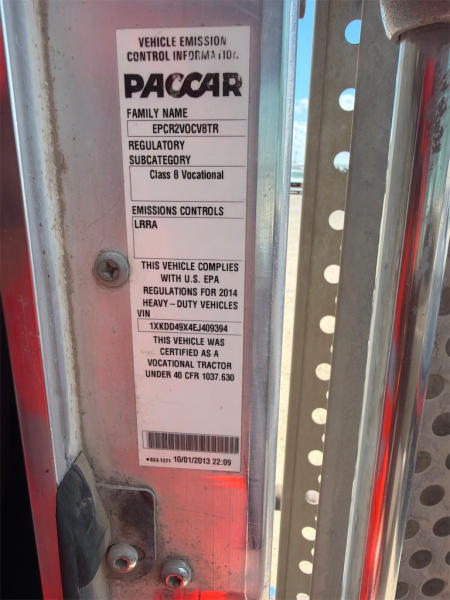 VEHICLE EMISSION
CONTROL INFORMATION
PACCAR
FAMILY NAME
EPCR2VOCV8TR
REGULATORY
SUBCATEGORY
Class 8 Vocational
EMISSIONS CONTROLS
LRRA
THIS VEHICLE COMPLIES
WITH U.S. EPA
REGULATIONS FOR 2014
HEAVY-DUTY VEHICLES
VIN
1XKDD49X4EJ409394
THIS VEHICLE WAS
CERTIFIED AS A
VOCATIONAL TRACTOR
UNDER 40 CFR 1037.630
*853-1271 10/01/2013 22:09